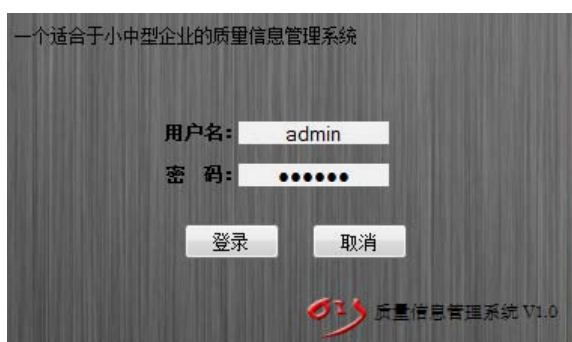 一个适合于小中型企业的质量信息管理系统
用户名: admin
密 码: ●●●●●●
登录 取消
质量信息管理系统 V1.0